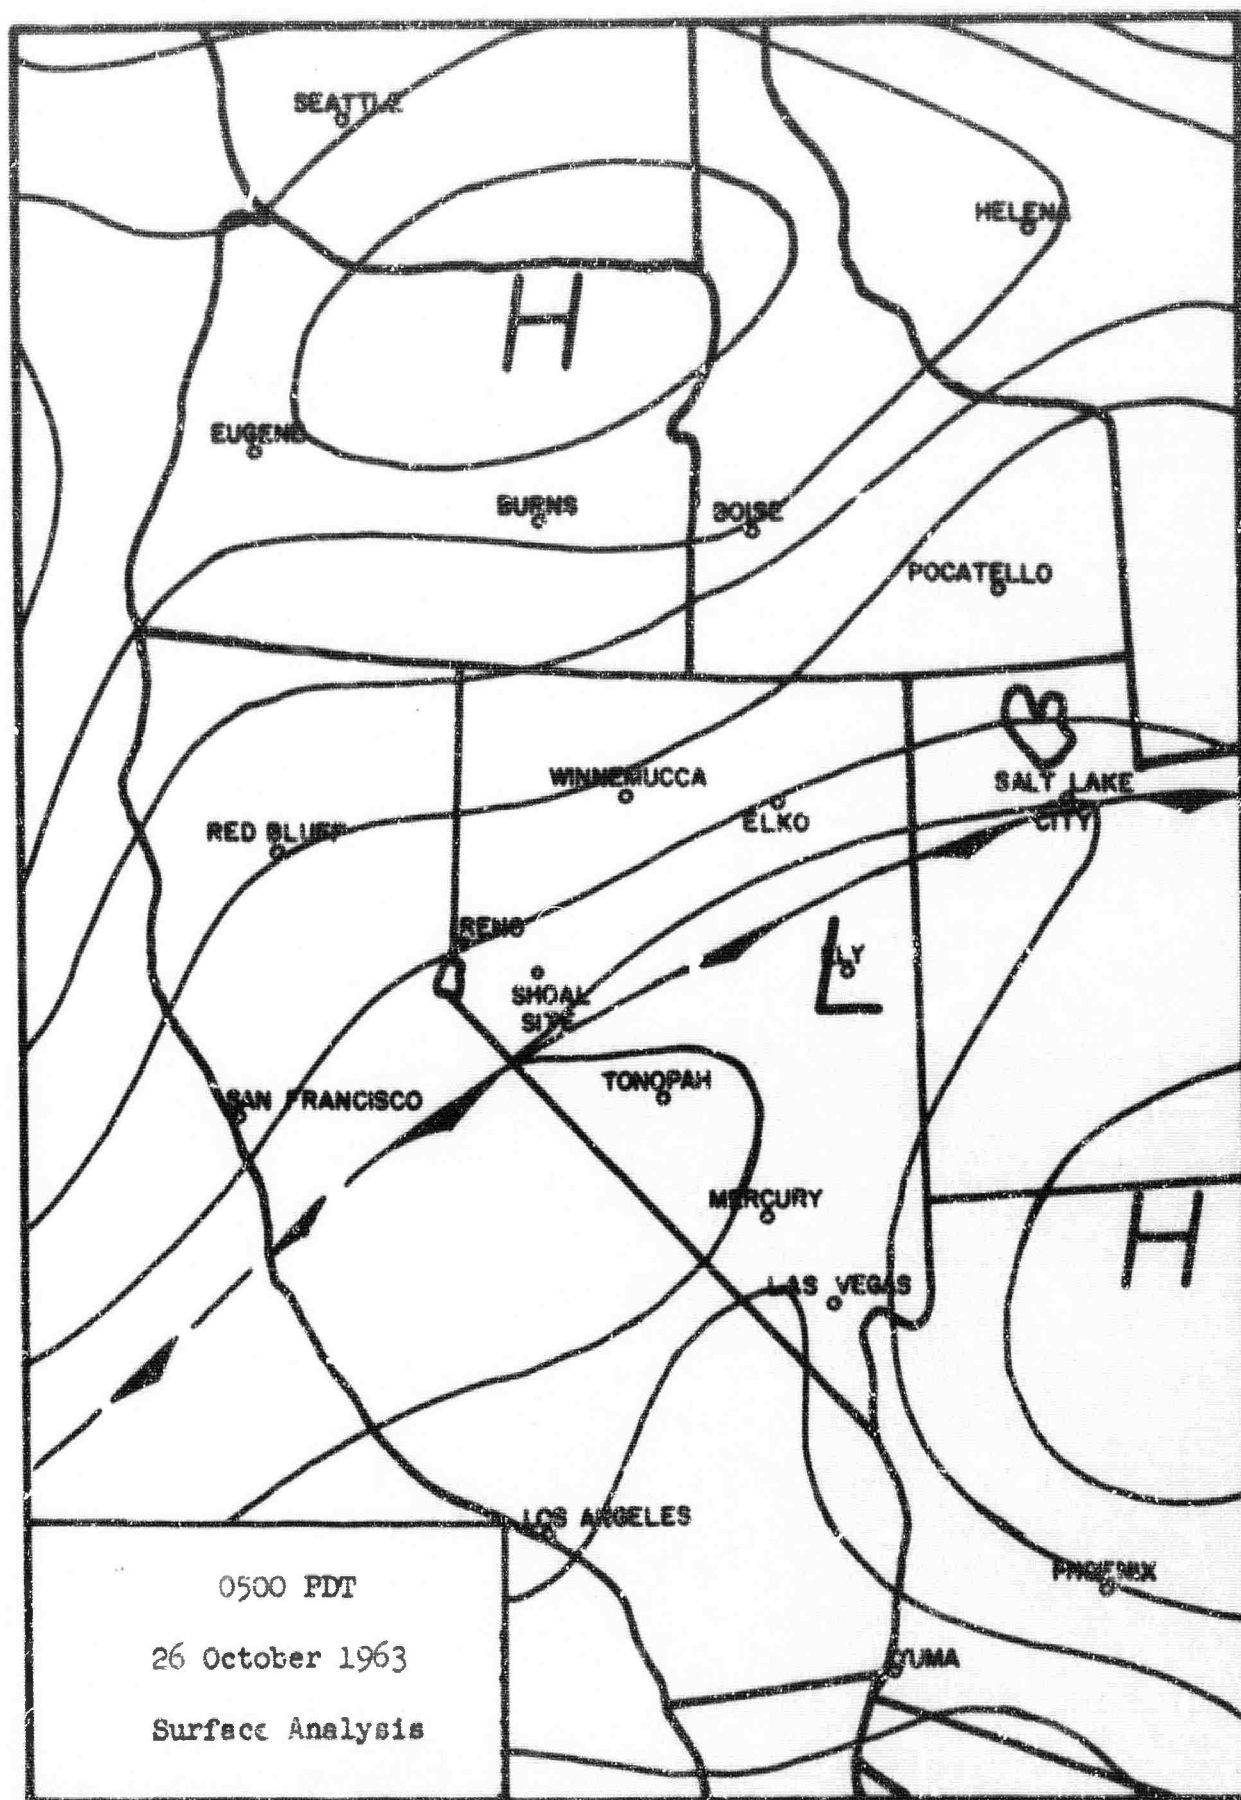 SEATTLE
HELENA
H
EUGENE
BURNS
BOISE
POCATELLO
WINNEMUCCA
ELKO
SALT LAKE
CITY
RED BLUFF
RENO
SHOAL
SITE
ELY
L
SAN FRANCISCO
TONOPAH
MERCURY
H
LAS VEGAS
LOS ANGELES
PHOENIX
YUMA
0500 PDT
26 October 1963
Surface Analysis